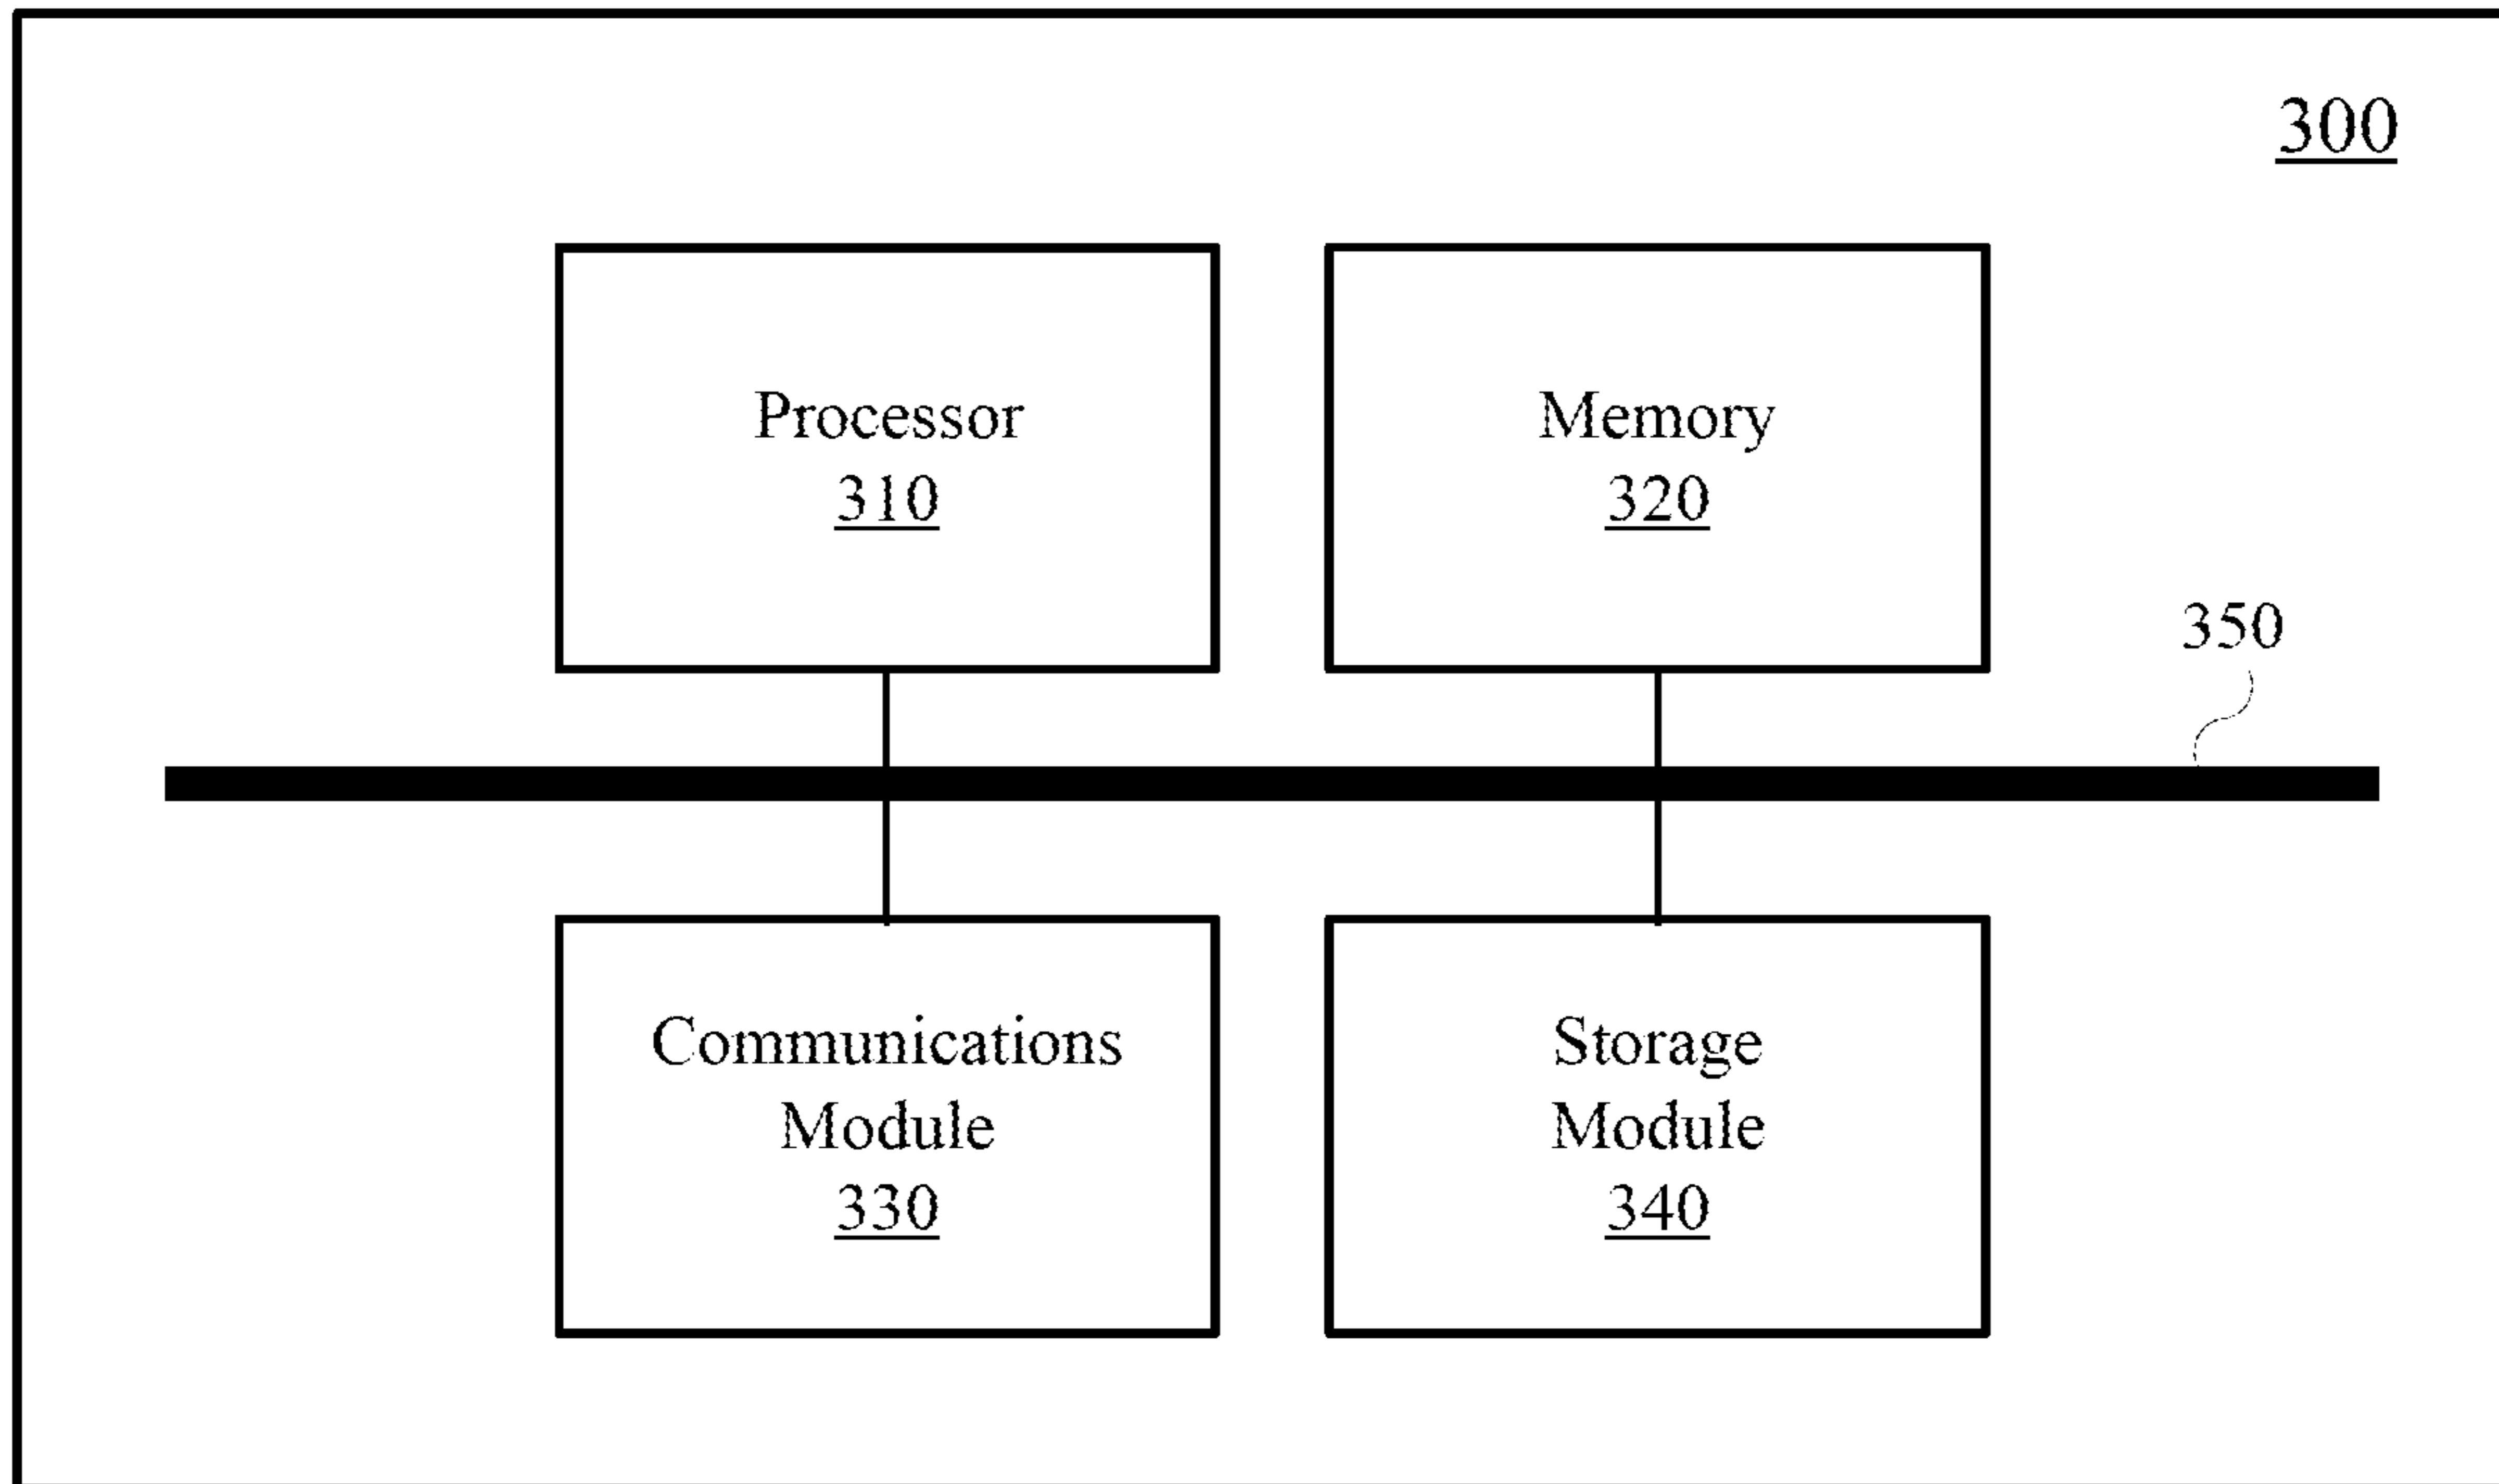 300
Processor
310
Memory
320
350
Communications
Module
330
Storage
Module
340